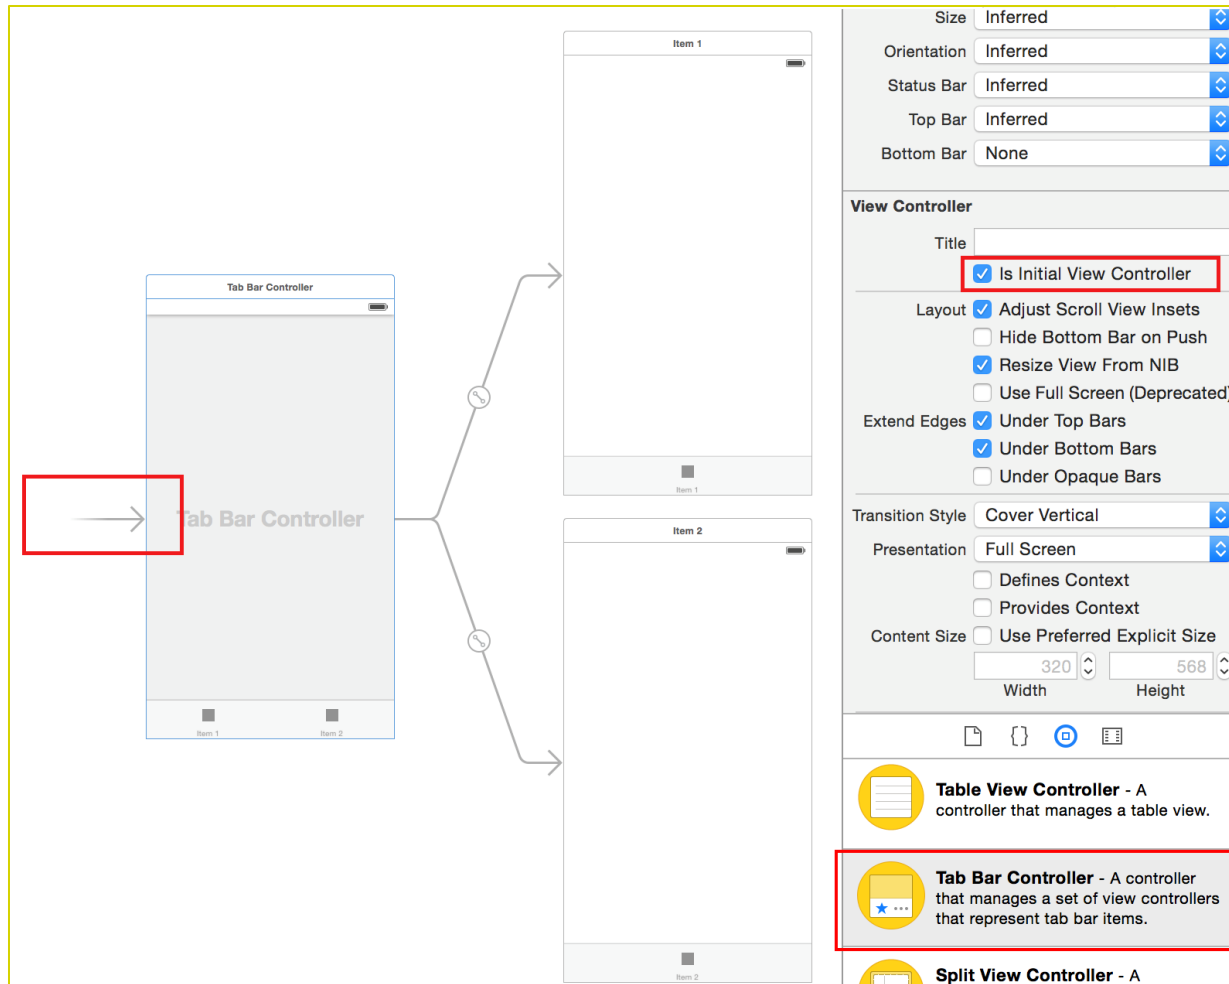 Item 1
Tab Bar Controller
Tab Bar Controller
Item 1
Item 2
Item 1
Item 2
Item 2
Size Inferred
Orientation Inferred
Status Bar Inferred
Top Bar Inferred
Bottom Bar None
View Controller
Title
Is Initial View Controller
Layout Adjust Scroll View Insets
Hide Bottom Bar on Push
Resize View From NIB
Use Full Screen (Deprecated)
Extend Edges Under Top Bars
Under Bottom Bars
Under Opaque Bars
Transition Style Cover Vertical
Presentation Full Screen
Defines Context
Provides Context
Content Size Use Preferred Explicit Size
320 568
Width Height
{}
Table View Controller - A
controller that manages a table view.
Tab Bar Controller - A controller
that manages a set of view controllers
that represent tab bar items.
Split View Controller - A